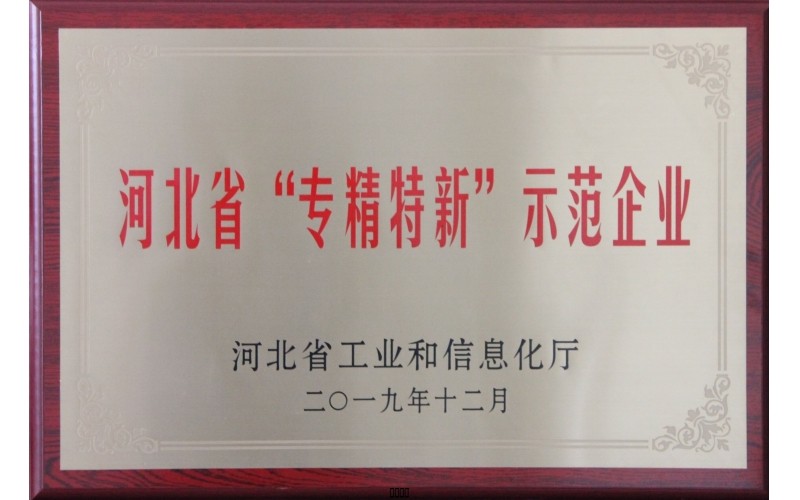 河北省“专精特新”示范企业
河北省工业和信息化厅
二〇一九年十二月